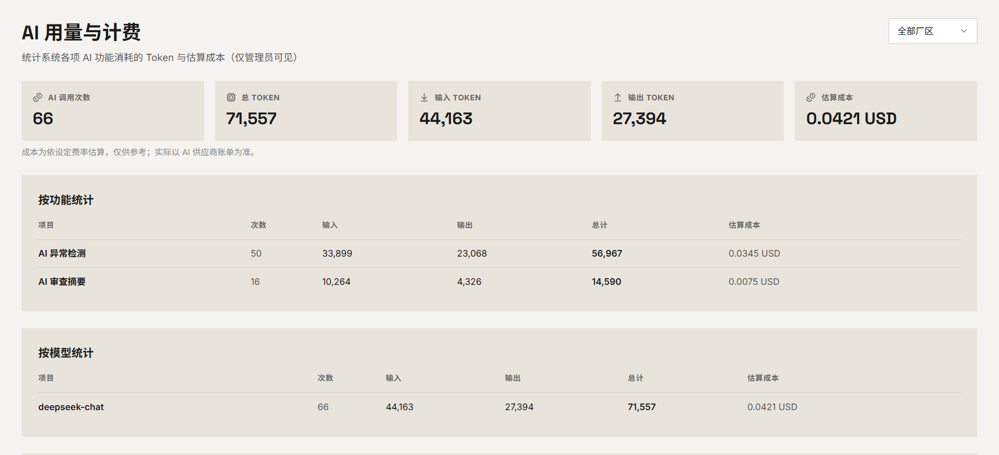 AI 用量与计费
全部厂区
统计系统各项 AI 功能消耗的 Token 与估算成本（仅管理员可见）
AI 调用次数
66
总 TOKEN
71,557
输入 TOKEN
44,163
输出 TOKEN
27,394
估算成本
0.0421 USD
成本为依设定费率估算，仅供参考；实际以 AI 供应商账单为准。
按功能统计
项目 次数 输入 输出 总计 估算成本
AI 异常检测 50 33,899 23,068 56,967 0.0345 USD
AI 审查摘要 16 10,264 4,326 14,590 0.0075 USD
按模型统计
项目 次数 输入 输出 总计 估算成本
deepseek-chat 66 44,163 27,394 71,557 0.0421 USD